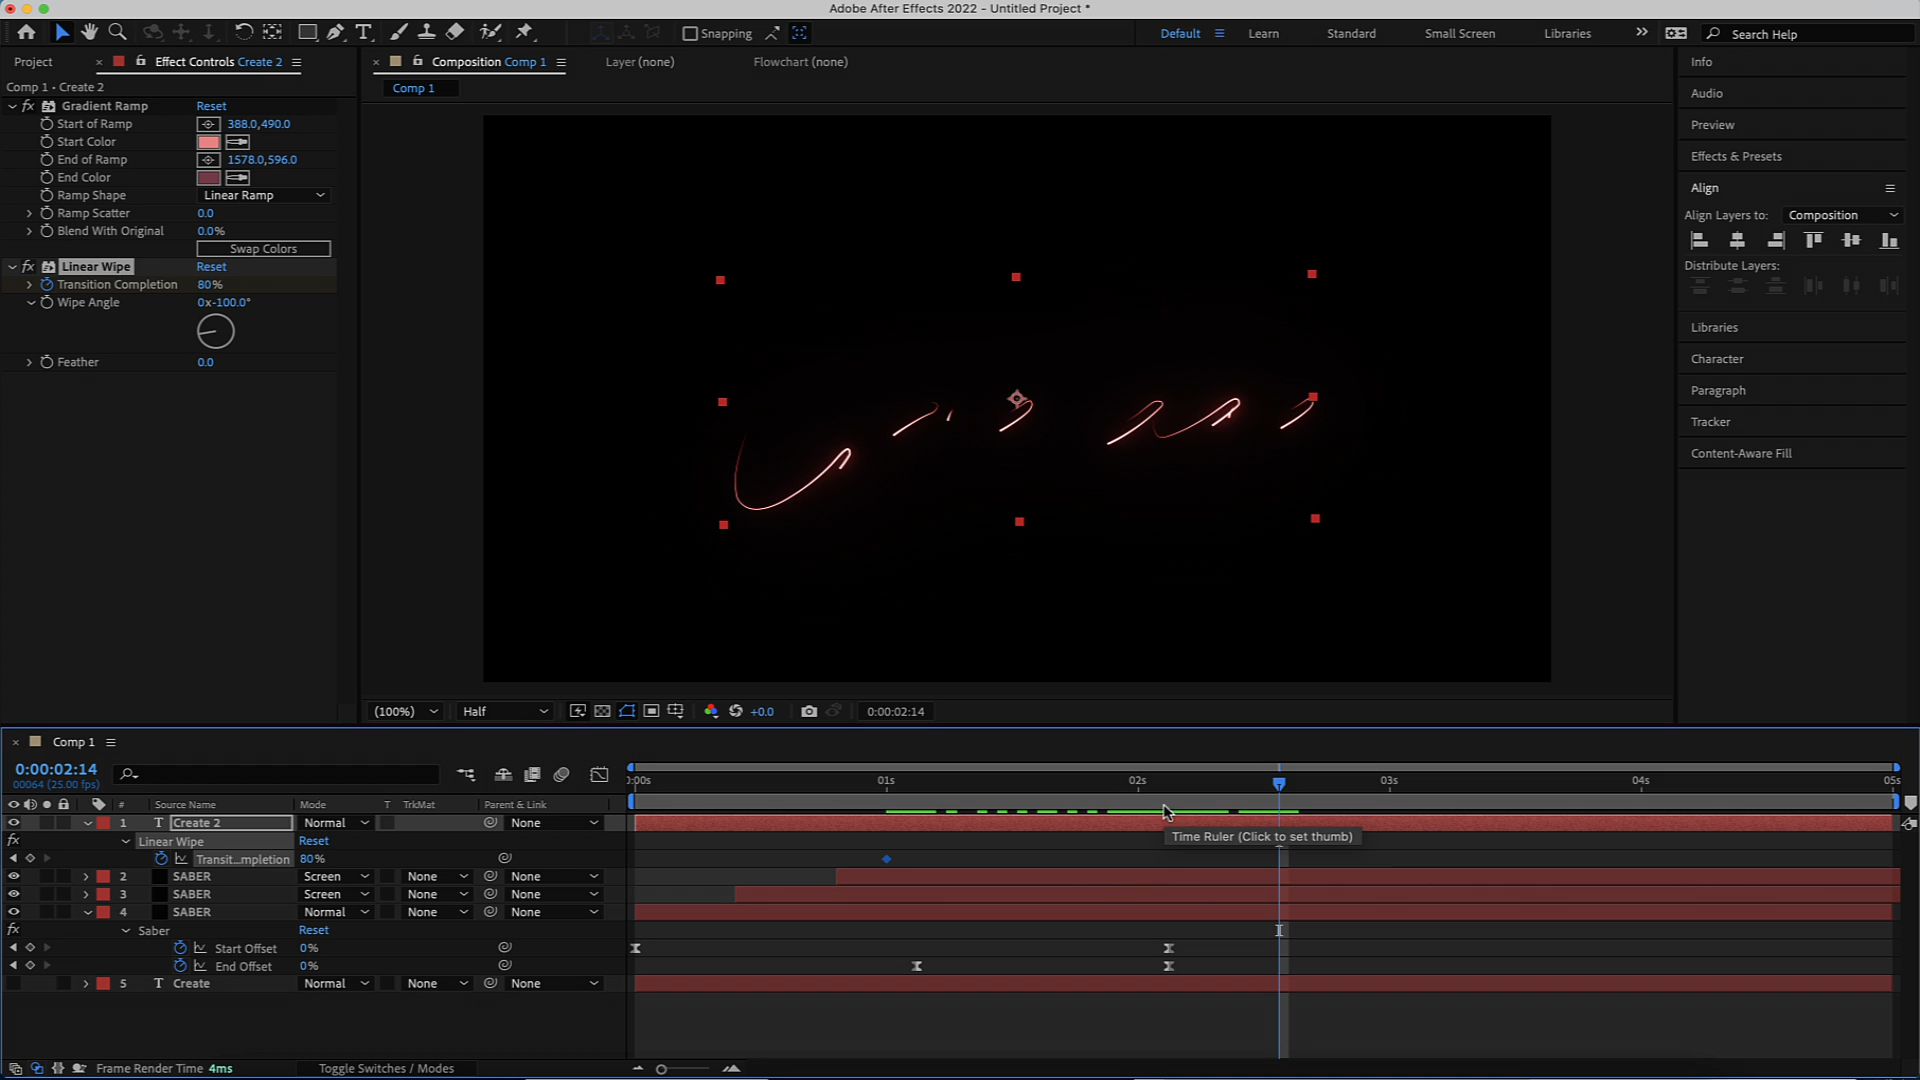 Adobe After Effects 2022 - Untitled Project *
Snapping
Default
Learn
Standard
Small Screen
Libraries
Search Help
Project
Effect Controls Create 2
Composition Comp 1
Layer (none)
Flowchart (none)
Info
Comp 1 • Create 2
Comp 1
Audio
Preview
Effects & Presets
Align
Align Layers to:
Composition
Distribute Layers:
Libraries
Character
Paragraph
Tracker
Content-Aware Fill
fx Gradient Ramp Reset
Start of Ramp 388.0,490.0
Start Color
End of Ramp 1578.0,596.0
End Color
Ramp Shape Linear Ramp
Ramp Scatter 0.0
Blend With Original 0.0%
Swap Colors
fx Linear Wipe Reset
Transition Completion 80%
Wipe Angle 0x-100.0°
Feather 0.0
(100%)
Half
+0.0
0:00:02:14
Comp 1
0:00:02:14
00064 (25.00 fps)
0:00s 01s 02s 03s 04s 05s
# Source Name Mode T TrkMat Parent & Link
1 T Create 2 Normal None
Time Ruler (Click to set thumb)
fx Linear Wipe Reset
Transit...mpletion 80%
2 SABER Screen None None
3 SABER Screen None None
4 SABER Normal None None
fx Saber Reset
Start Offset 0%
End Offset 0%
5 T Create Normal None None
Frame Render Time 4ms
Toggle Switches / Modes